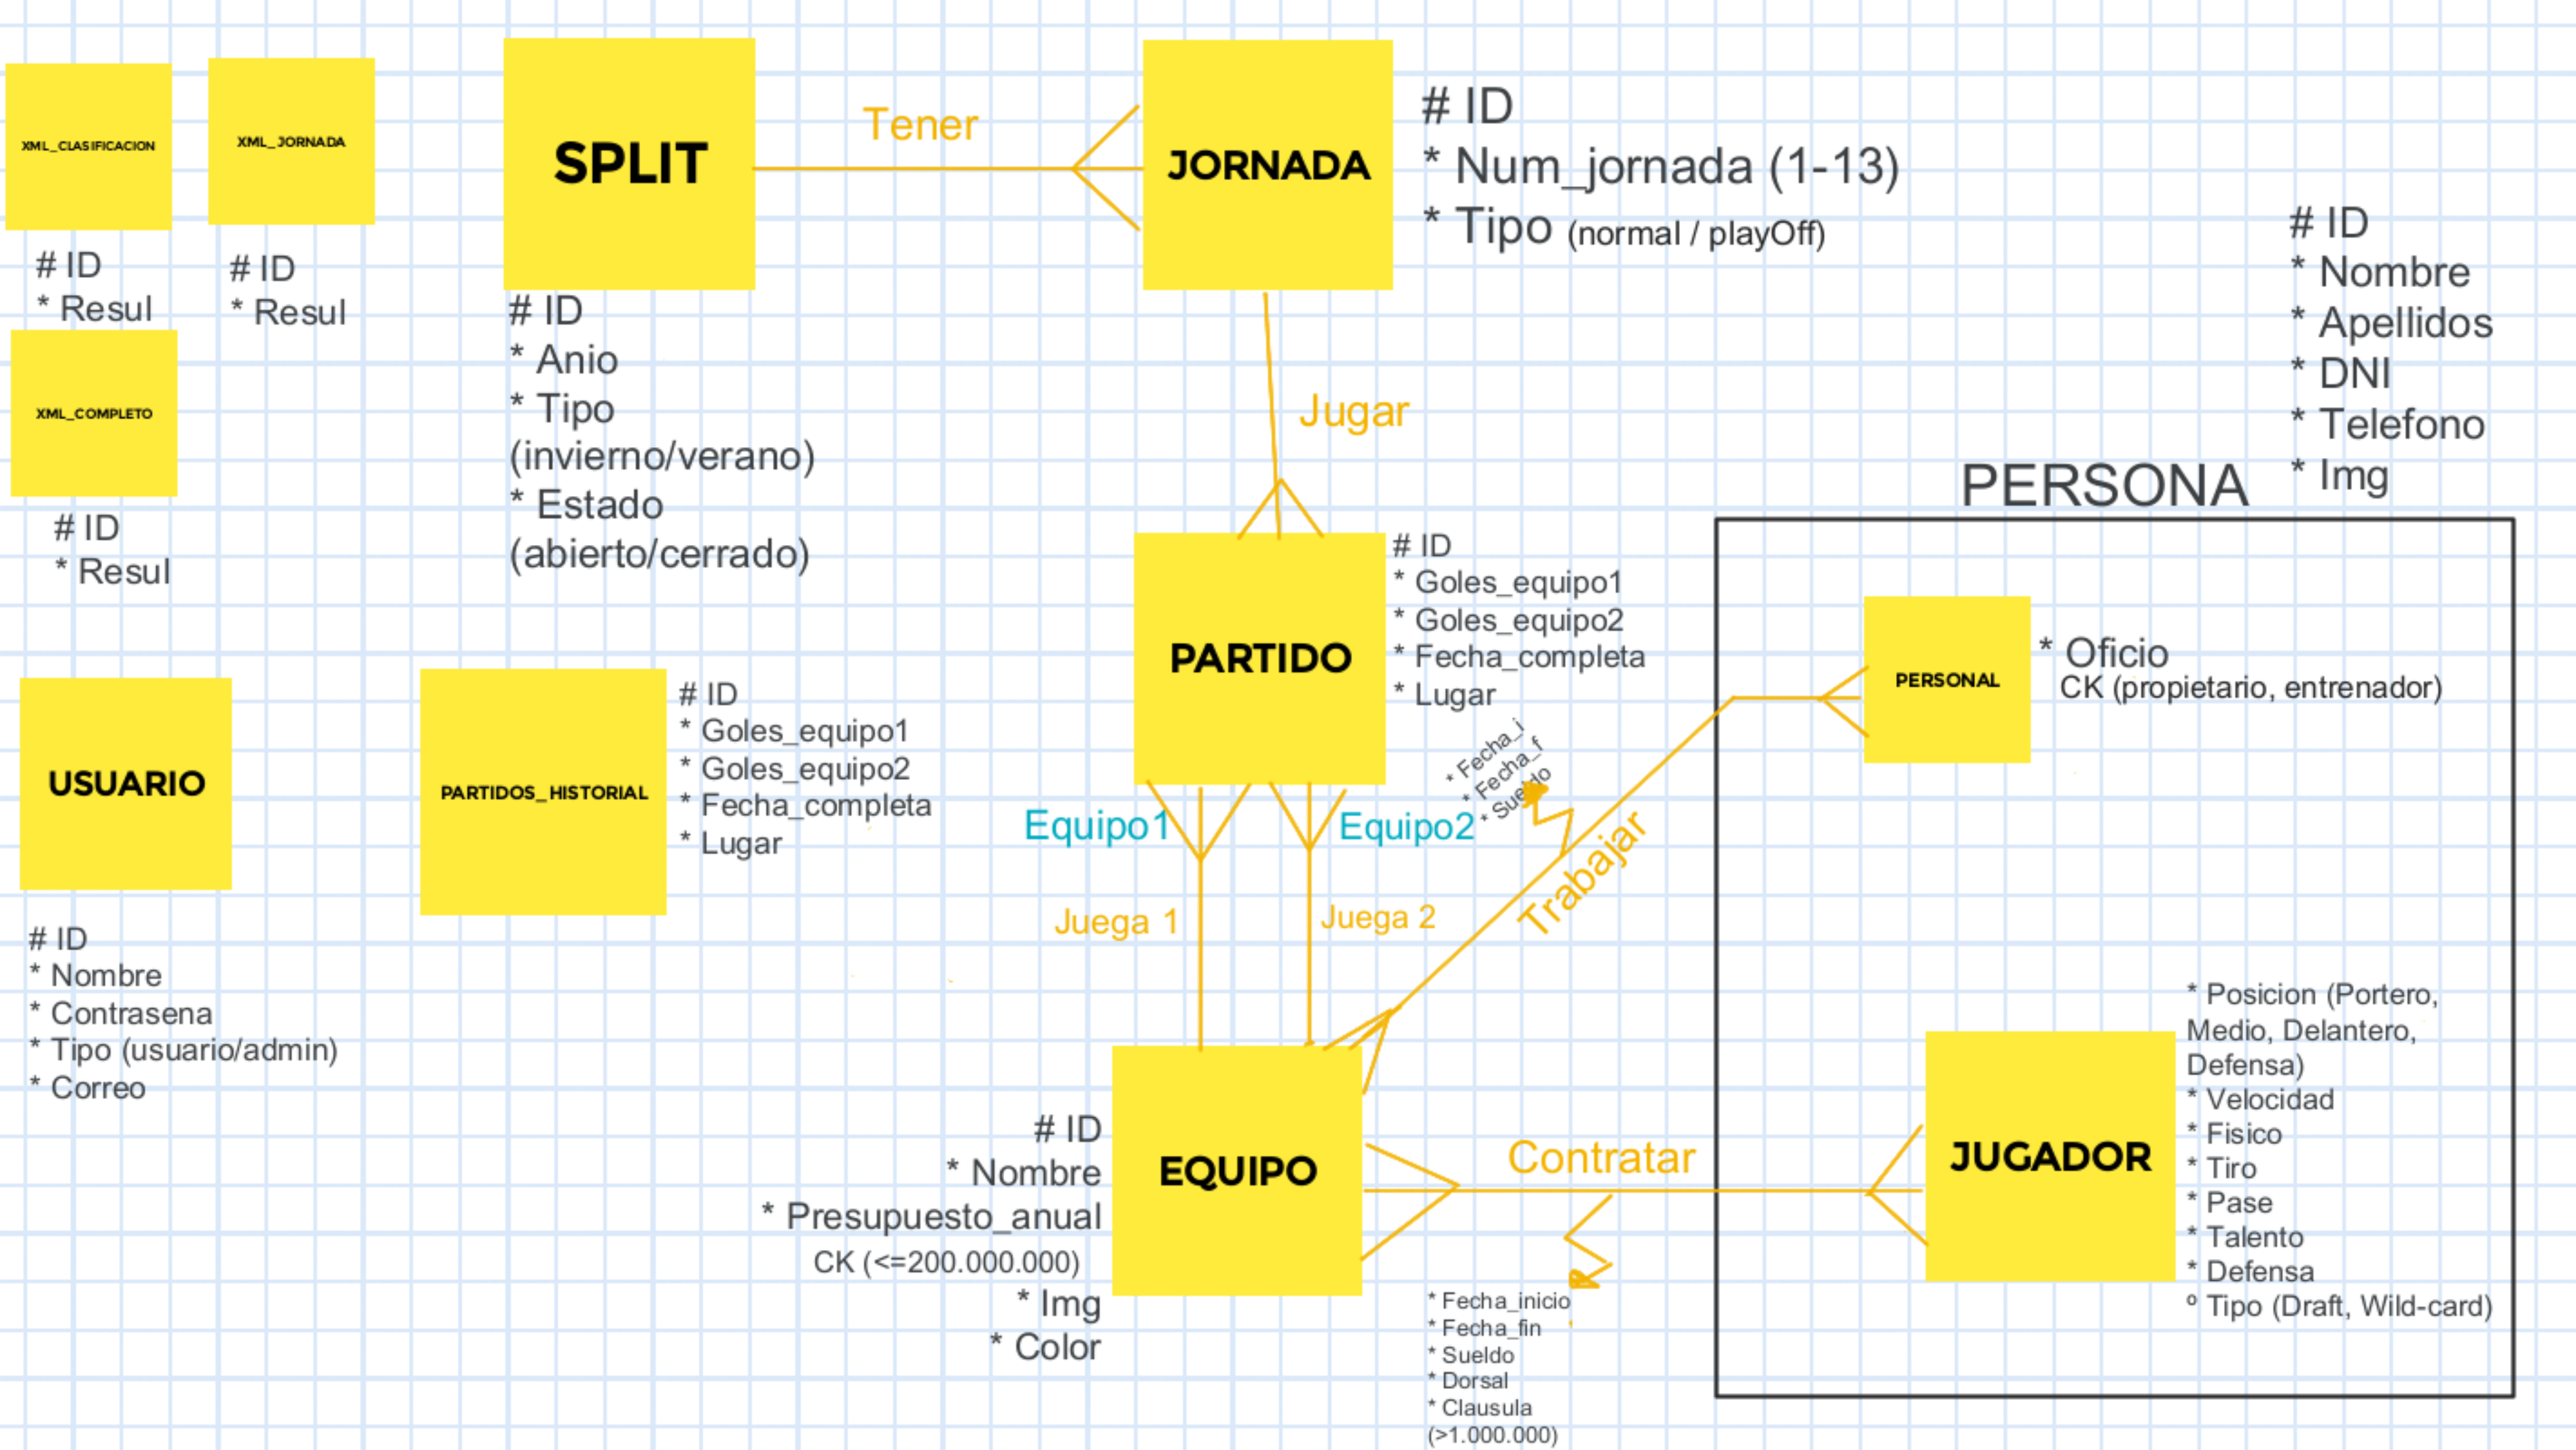 XML_CLASIFICACION
# ID
* Resul
XML_JORNADA
# ID
* Resul
XML_COMPLETO
# ID
* Resul
SPLIT
# ID
* Anio
* Tipo
(invierno/verano)
* Estado
(abierto/cerrado)
Tener
JORNADA
# ID
* Num_jornada (1-13)
* Tipo (normal / playOff)
Jugar
PARTIDO
# ID
* Goles_equipo1
* Goles_equipo2
* Fecha_completa
* Lugar
USUARIO
# ID
* Nombre
* Contrasena
* Tipo (usuario/admin)
* Correo
PARTIDOS_HISTORIAL
# ID
* Goles_equipo1
* Goles_equipo2
* Fecha_completa
* Lugar
Equipo1
Equipo2
Juega 1
Juega 2
* Fecha_i
* Fecha_f
* Sueldo
Trabajar
EQUIPO
# ID
* Nombre
* Presupuesto_anual
CK (<=200.000.000)
* Img
* Color
Contratar
* Fecha_inicio
* Fecha_fin
* Sueldo
* Dorsal
* Clausula
(>1.000.000)
PERSONA
# ID
* Nombre
* Apellidos
* DNI
* Telefono
* Img
PERSONAL
* Oficio
CK (propietario, entrenador)
JUGADOR
* Posicion (Portero,
Medio, Delantero,
Defensa)
* Velocidad
* Fisico
* Tiro
* Pase
* Talento
* Defensa
º Tipo (Draft, Wild-card)